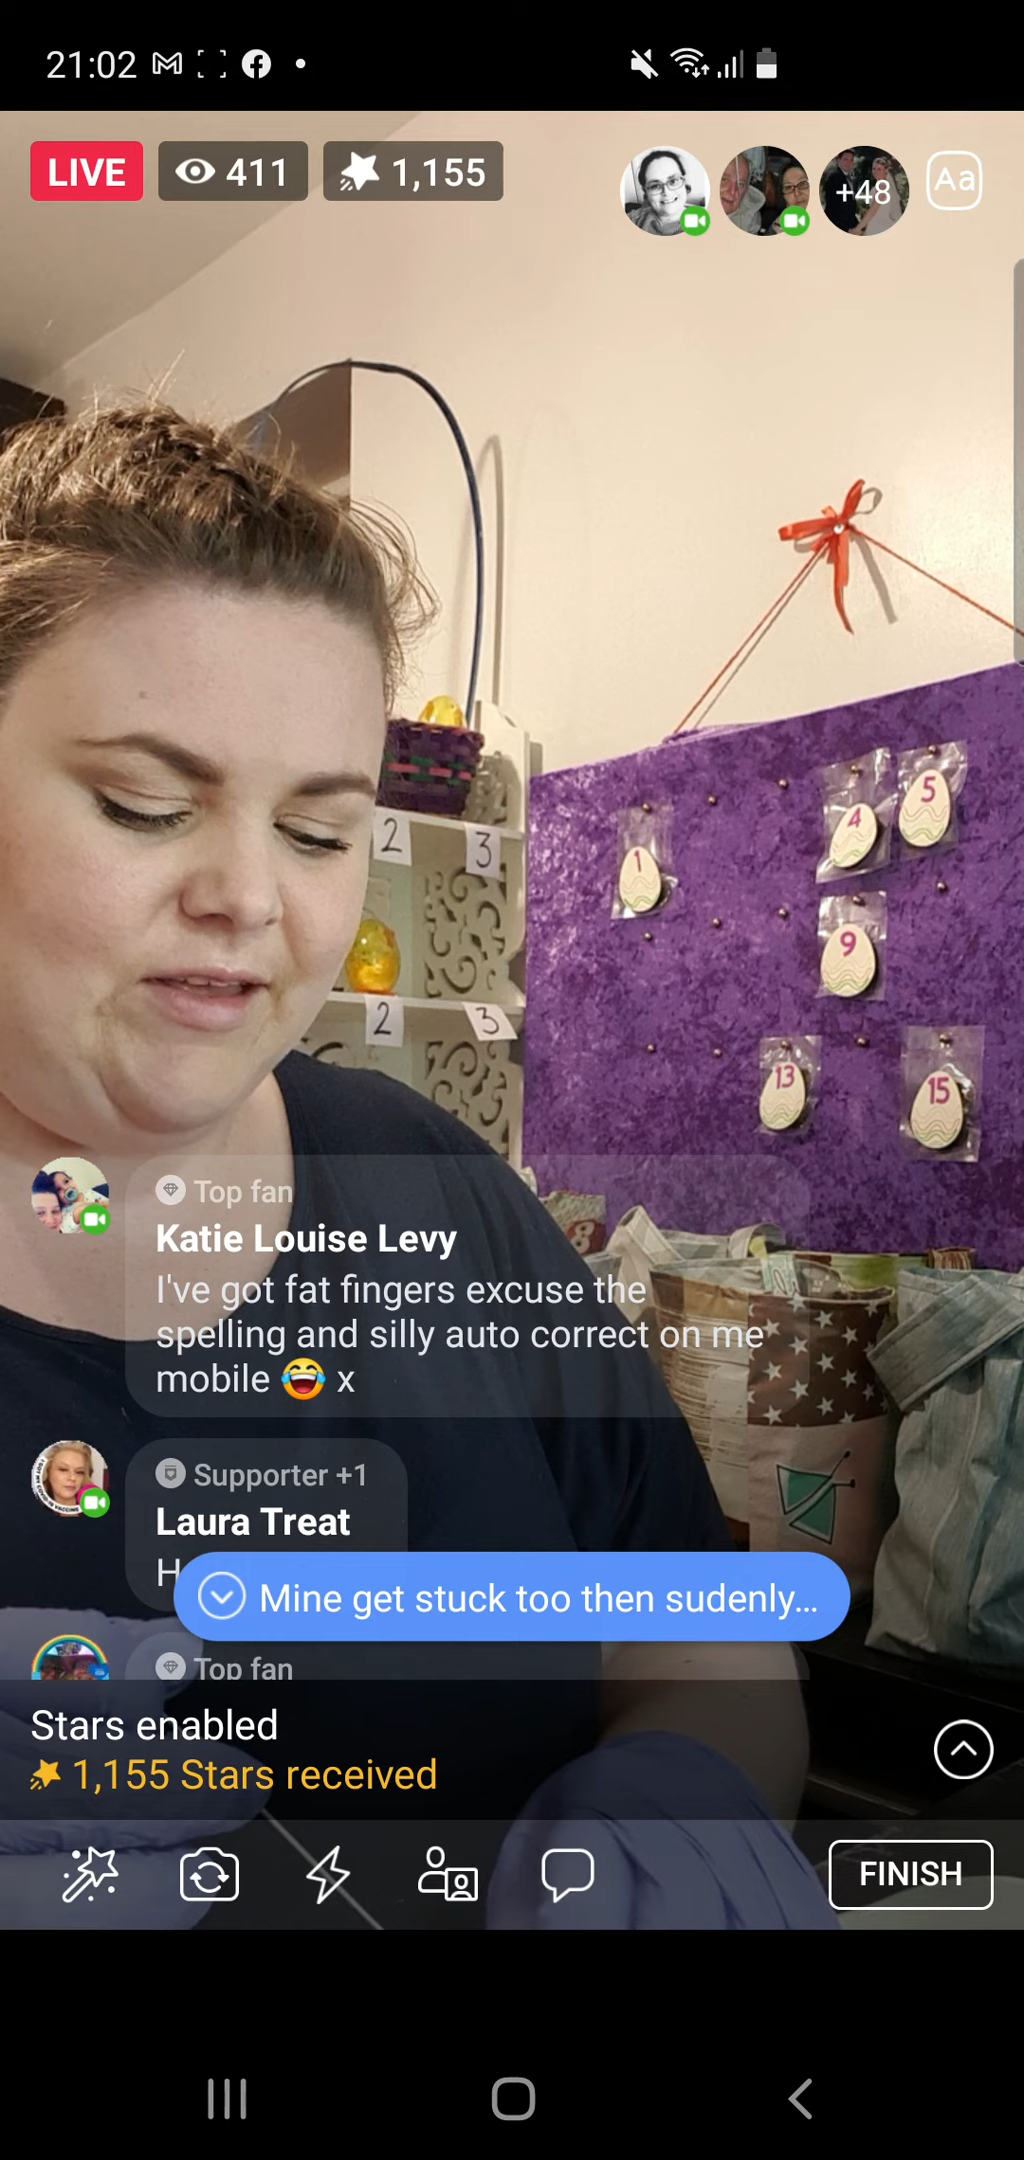 21:02
LIVE 411 1,155
+48 Aa
5
4
1
2 3
9
2 3
13 15
Top fan
Katie Louise Levy
I've got fat fingers excuse the
spelling and silly auto correct on me
mobile 😂 x
Supporter +1
Laura Treat
Mine get stuck too then sudenly...
Top fan
Stars enabled
1,155 Stars received
FINISH